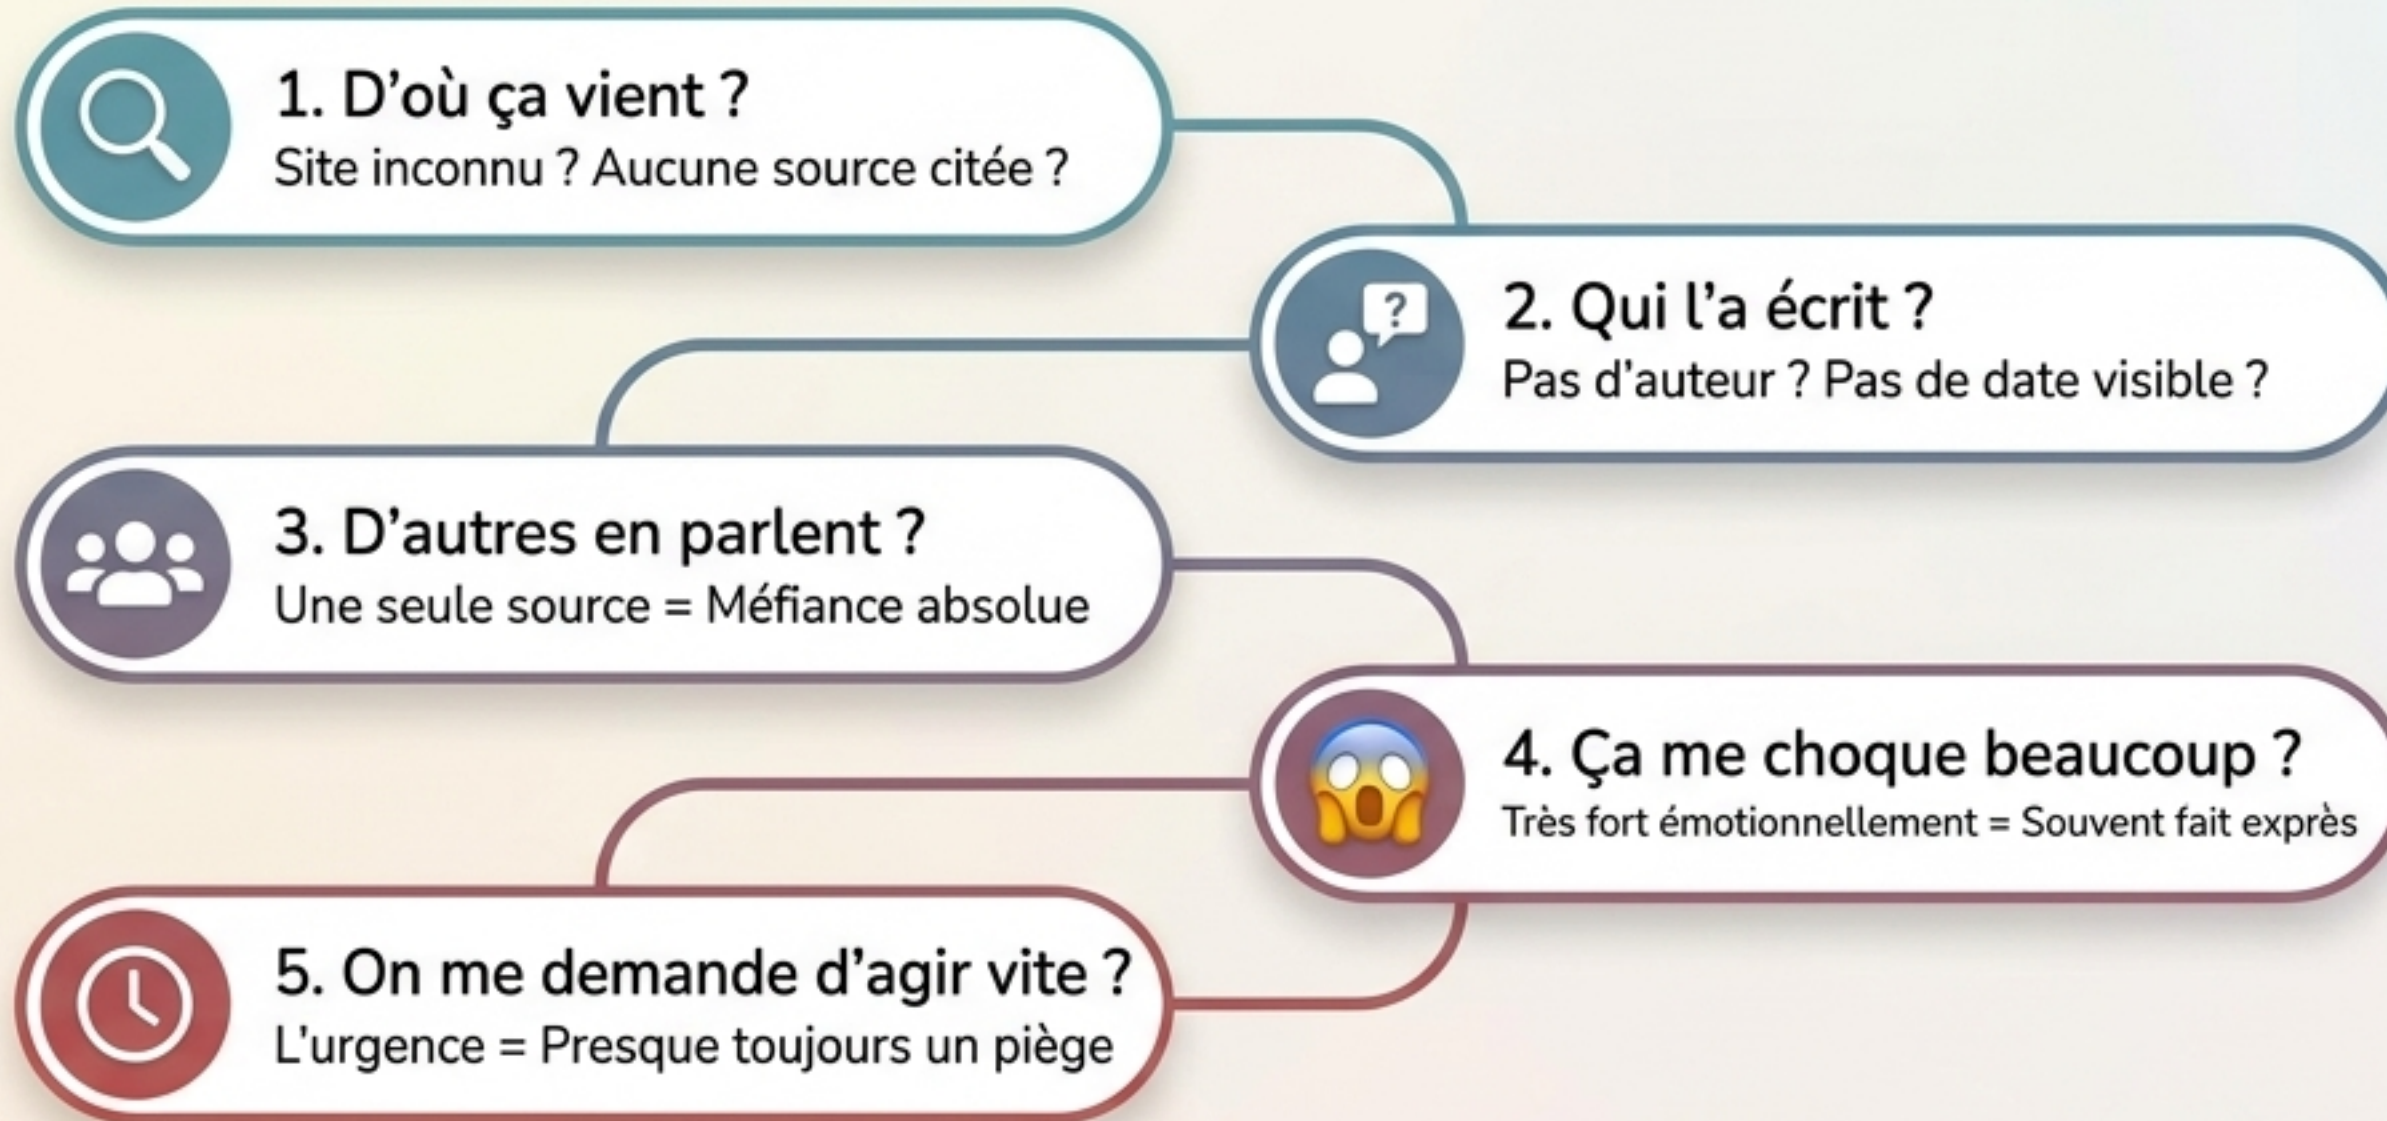 1. D’où ça vient ?
Site inconnu ? Aucune source citée ?
?
2. Qui l’a écrit ?
Pas d’auteur ? Pas de date visible ?
3. D’autres en parlent ?
Une seule source = Méfiance absolue
4. Ça me choque beaucoup ?
Très fort émotionnellement = Souvent fait exprès
5. On me demande d’agir vite ?
L’urgence = Presque toujours un piège